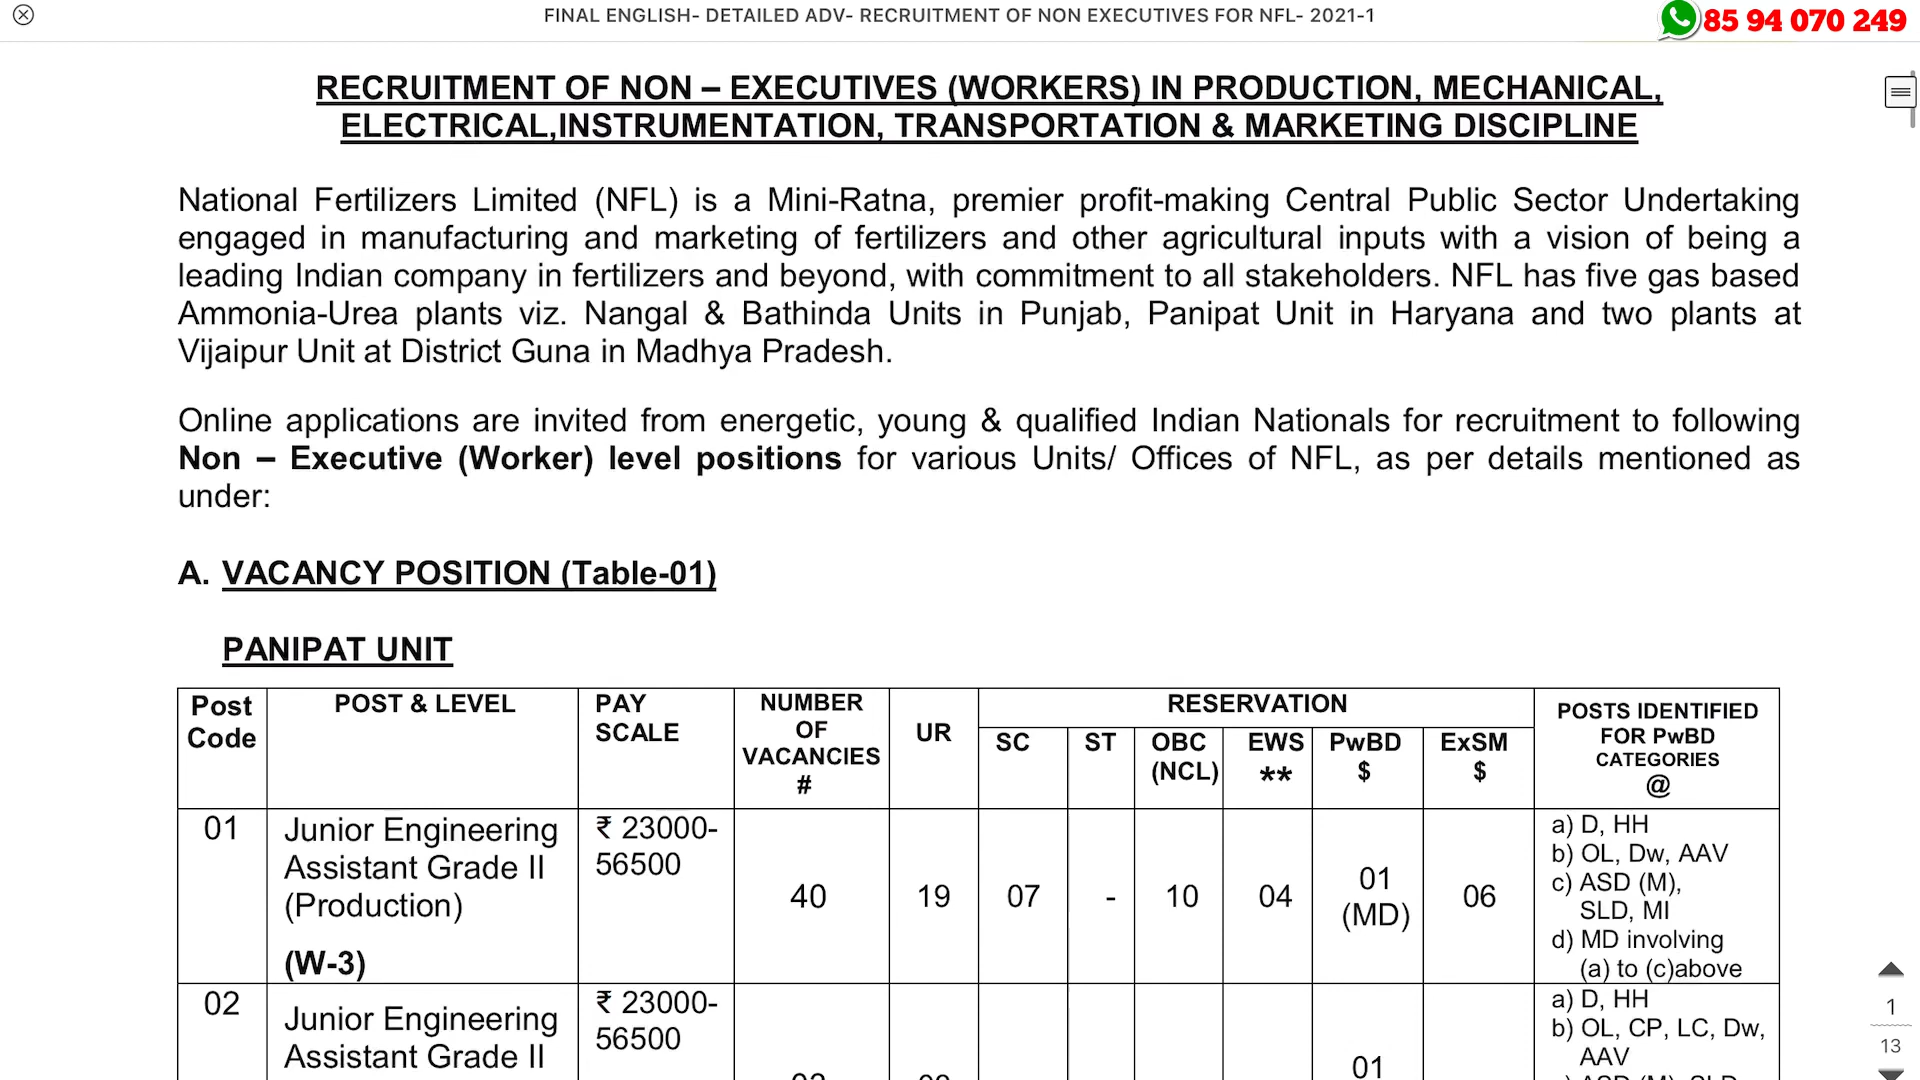 FINAL ENGLISH- DETAILED ADV- RECRUITMENT OF NON EXECUTIVES FOR NFL- 2021-1
85 94 070 249
RECRUITMENT OF NON – EXECUTIVES (WORKERS) IN PRODUCTION, MECHANICAL,
ELECTRICAL,INSTRUMENTATION, TRANSPORTATION & MARKETING DISCIPLINE
National Fertilizers Limited (NFL) is a Mini-Ratna, premier profit-making Central Public Sector Undertaking
engaged in manufacturing and marketing of fertilizers and other agricultural inputs with a vision of being a
leading Indian company in fertilizers and beyond, with commitment to all stakeholders. NFL has five gas based
Ammonia-Urea plants viz. Nangal & Bathinda Units in Punjab, Panipat Unit in Haryana and two plants at
Vijaipur Unit at District Guna in Madhya Pradesh.
Online applications are invited from energetic, young & qualified Indian Nationals for recruitment to following
Non – Executive (Worker) level positions for various Units/ Offices of NFL, as per details mentioned as
under:
A. VACANCY POSITION (Table-01)
PANIPAT UNIT
Post Code
POST & LEVEL
PAY SCALE
NUMBER OF VACANCIES #
UR
RESERVATION
SC
ST
OBC (NCL)
EWS **
PwBD $
ExSM $
POSTS IDENTIFIED FOR PwBD CATEGORIES @
01
Junior Engineering
Assistant Grade II
(Production)
(W-3)
₹ 23000-
56500
40
19
07
-
10
04
01
(MD)
06
a) D, HH
b) OL, Dw, AAV
c) ASD (M),
SLD, MI
d) MD involving
(a) to (c)above
02
Junior Engineering
Assistant Grade II
₹ 23000-
56500
01
a) D, HH
b) OL, CP, LC, Dw,
AAV
1
13